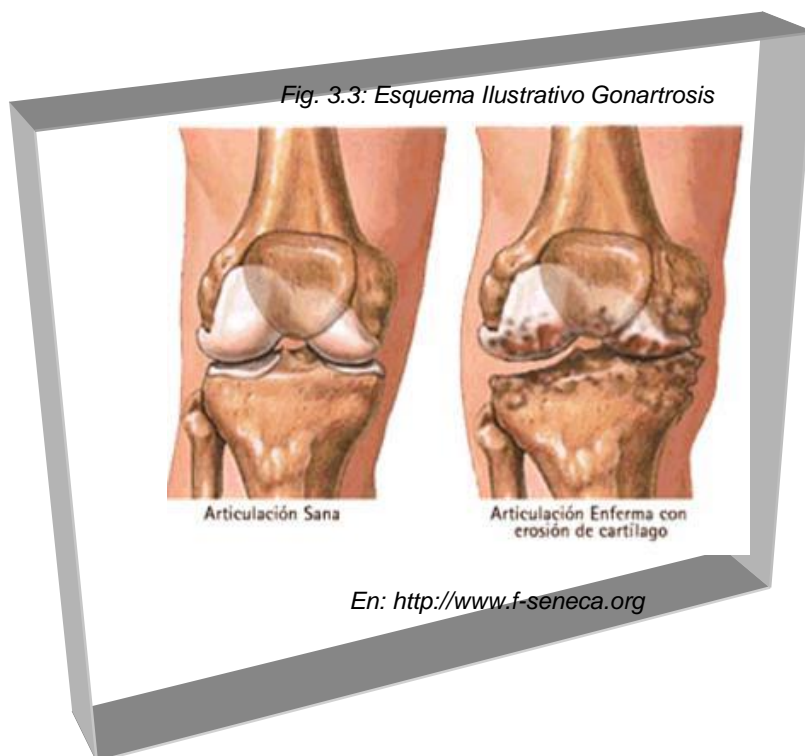 Fig. 3.3: Esquema Ilustrativo Gonartrosis
Articulación Sana
Articulación Enferma con
erosión de cartílago
En: http://www.f-seneca.org